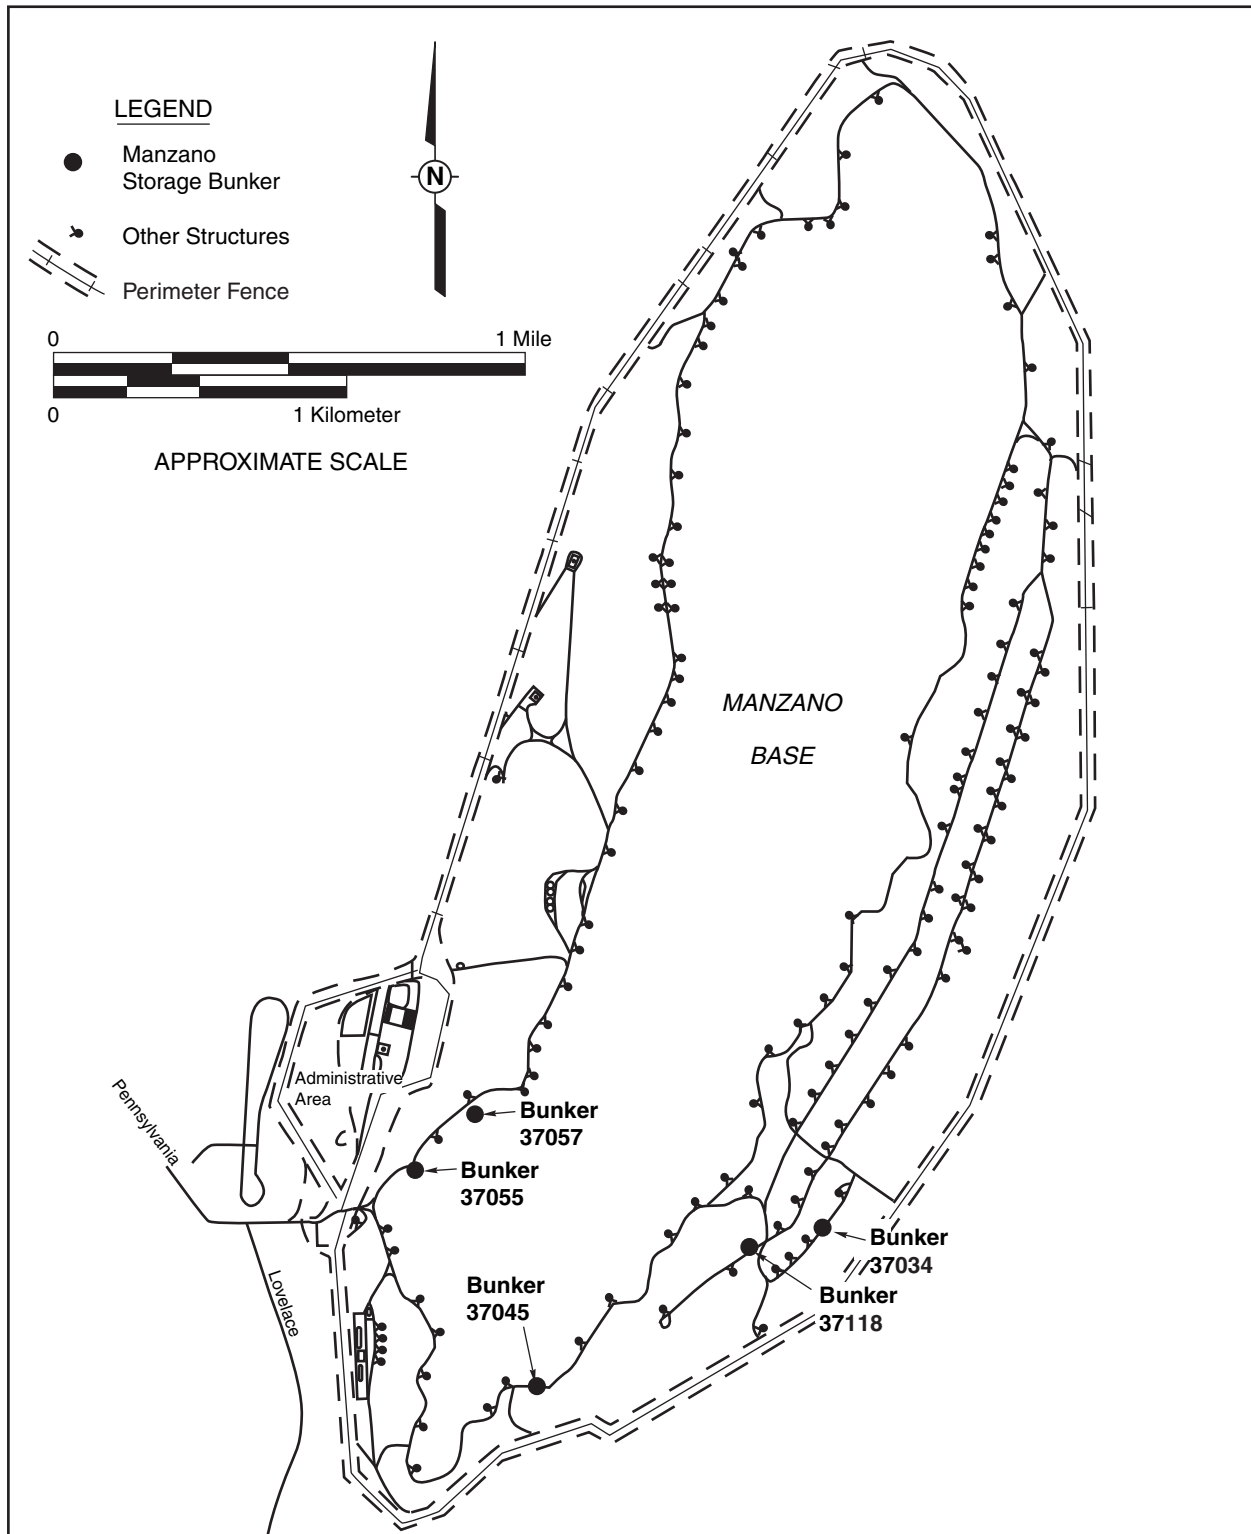 LEGEND
Manzano
Storage Bunker
Other Structures
Perimeter Fence
N
0
1 Mile
0
1 Kilometer
APPROXIMATE SCALE
MANZANO
BASE
Administrative
Area
Pennsylvania
Lovelace
Bunker
37057
Bunker
37055
Bunker
37045
Bunker
37034
Bunker
37118